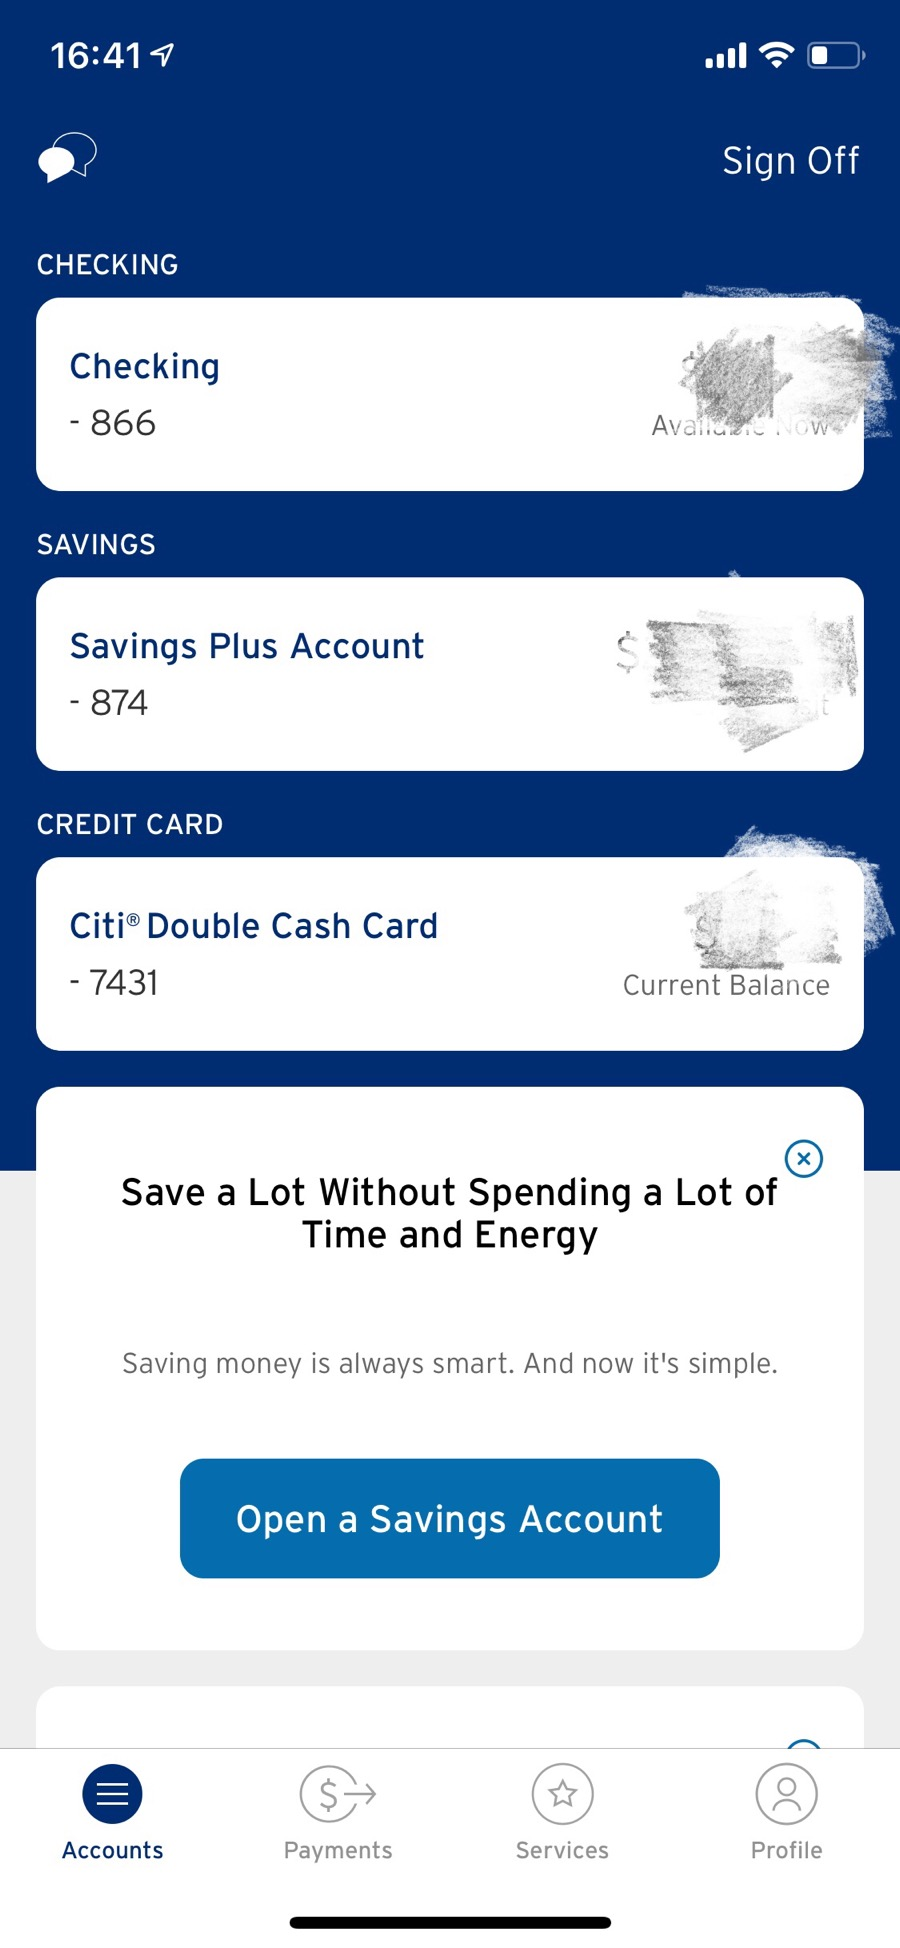 16:41
Sign Off
CHECKING
Checking
- 866
Available Now
SAVINGS
Savings Plus Account
$
- 874
CREDIT CARD
Citi® Double Cash Card
$
- 7431
Current Balance
Save a Lot Without Spending a Lot of
Time and Energy
Saving money is always smart. And now it's simple.
Open a Savings Account
Accounts
Payments
Services
Profile